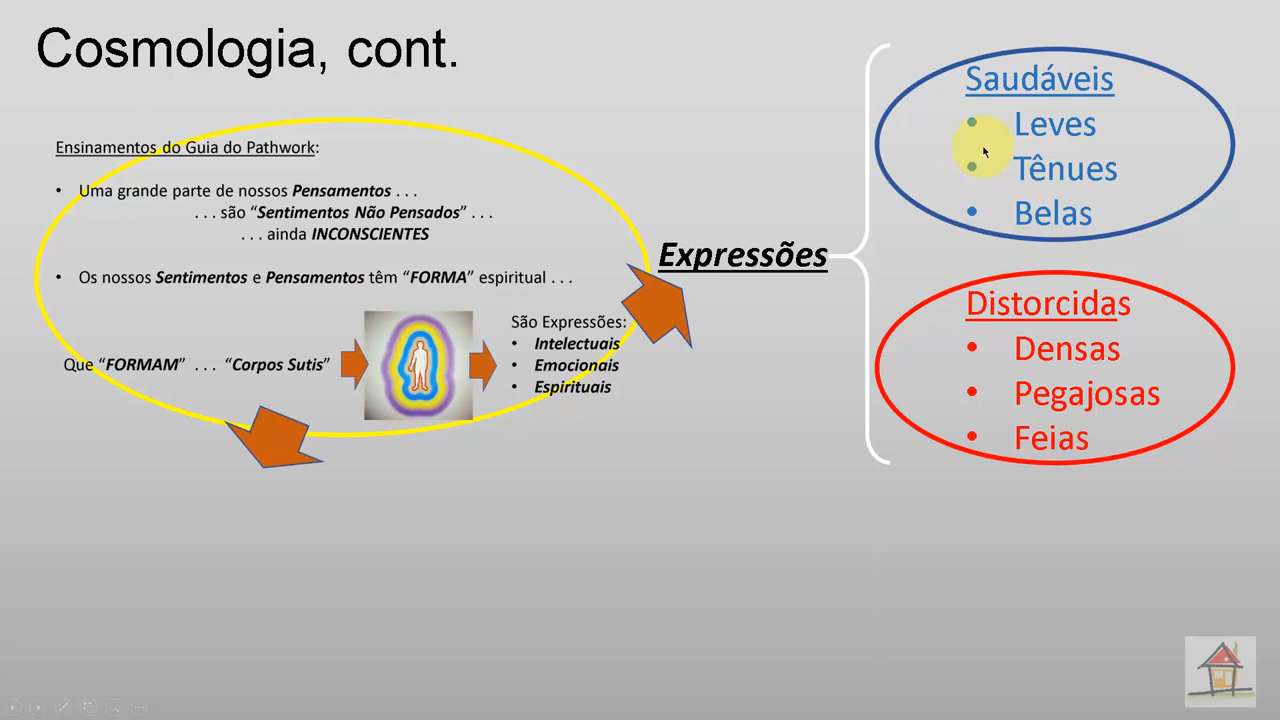 Cosmologia, cont.
Ensinamentos do Guia do Pathwork:
• Uma grande parte de nossos Pensamentos . . .
. . . são “Sentimentos Não Pensados” . . .
. . . ainda INCONSCIENTES
• Os nossos Sentimentos e Pensamentos têm “FORMA” espiritual . . .
Que “FORMAM” . . . “Corpos Sutis”
São Expressões:
• Intelectuais
• Emocionais
• Espirituais
Expressões
Saudáveis
• Leves
• Tênues
• Belas
Distorcidas
• Densas
• Pegajosas
• Feias